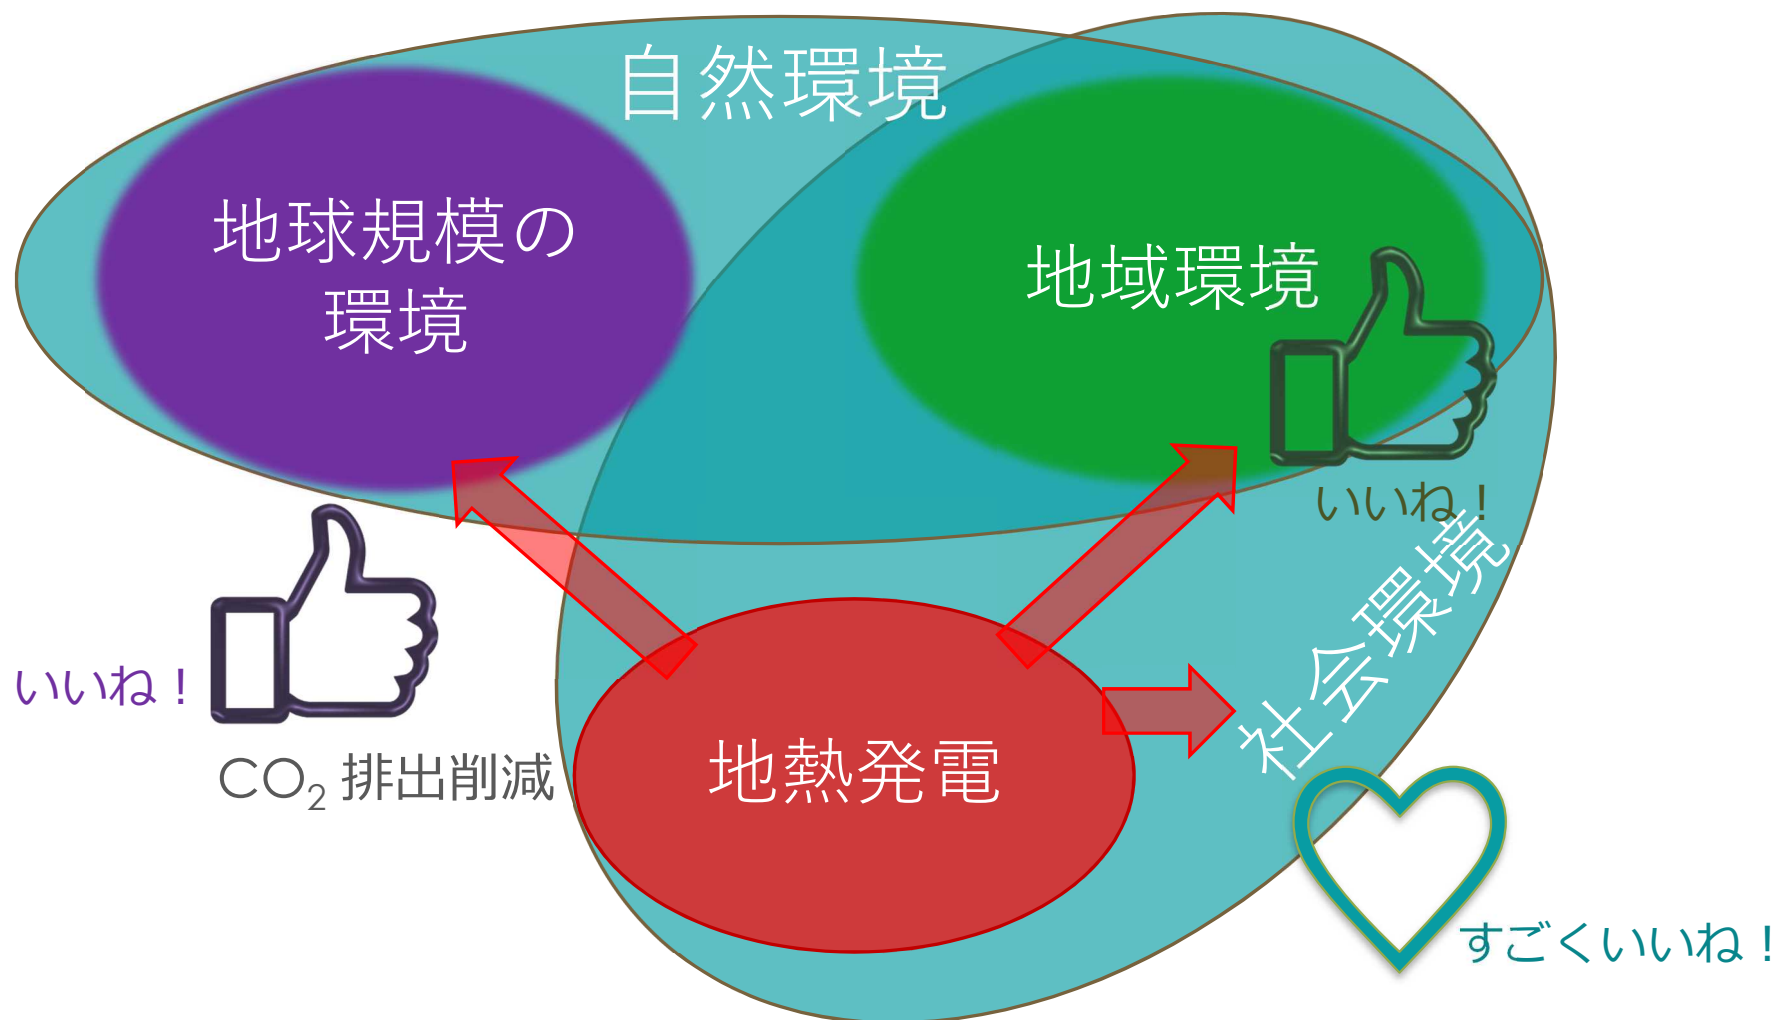 自然環境
地球規模の
環境
地域環境
いいね！
社会環境
いいね！
CO₂ 排出削減
地熱発電
すごくいいね！